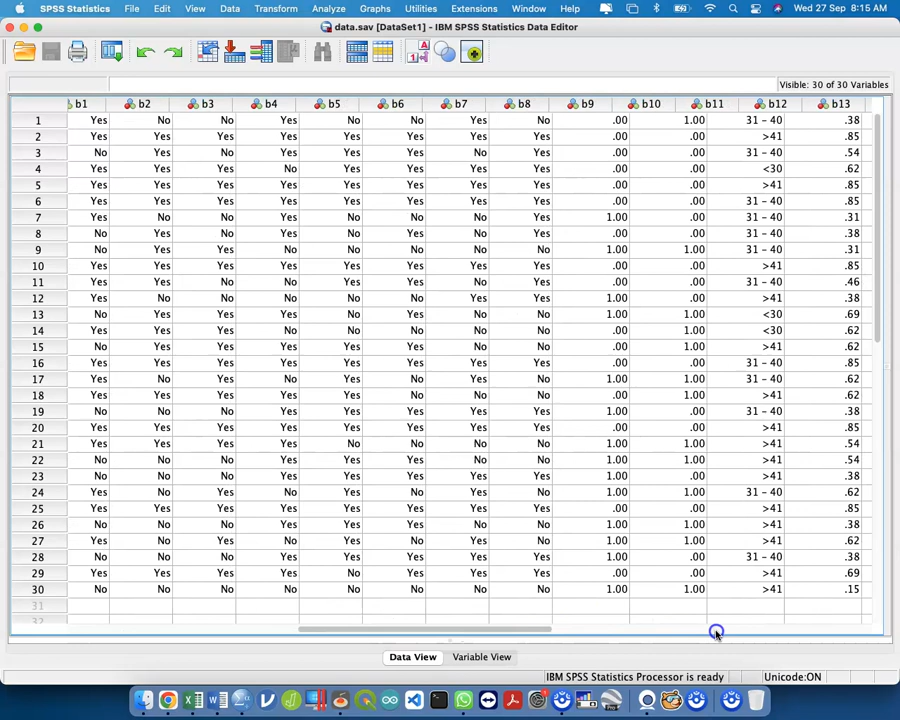 SPSS Statistics File Edit View Data Transform Analyze Graphs Utilities Extensions Window Help Wed 27 Sep 8:15 AM
data.sav [DataSet1] - IBM SPSS Statistics Data Editor
Visible: 30 of 30 Variables
b1 b2 b3 b4 b5 b6 b7 b8 b9 b10 b11 b12 b13
1 Yes No No Yes No No Yes No .00 1.00 31 - 40 .38
2 Yes Yes Yes Yes Yes Yes Yes Yes .00 .00 >41 .85
3 No Yes No Yes Yes Yes No Yes .00 .00 31 - 40 .54
4 Yes Yes Yes No Yes Yes Yes Yes .00 .00 <30 .62
5 Yes Yes Yes Yes Yes Yes Yes Yes .00 .00 >41 .85
6 Yes Yes Yes Yes Yes Yes Yes Yes .00 .00 31 - 40 .85
7 Yes No No Yes No No Yes Yes 1.00 .00 31 - 40 .31
8 No Yes No Yes No No No Yes .00 .00 31 - 40 .38
9 No Yes Yes No No No No No 1.00 1.00 31 - 40 .31
10 Yes Yes Yes Yes Yes Yes Yes Yes .00 .00 >41 .85
11 Yes Yes No No Yes Yes No Yes .00 .00 31 - 40 .46
12 Yes No No No No No Yes Yes 1.00 .00 >41 .38
13 No Yes Yes Yes No Yes Yes No 1.00 1.00 <30 .69
14 Yes Yes Yes No No No No No .00 1.00 <30 .62
15 No Yes Yes Yes Yes Yes No No .00 1.00 >41 .62
16 Yes Yes Yes Yes Yes Yes Yes Yes .00 .00 31 - 40 .85
17 Yes No Yes Yes No No Yes No 1.00 1.00 31 - 40 .62
18 Yes Yes Yes Yes Yes Yes No No .00 1.00 >41 .62
19 No No Yes Yes No Yes Yes Yes 1.00 .00 31 - 40 .38
20 Yes Yes Yes Yes Yes Yes Yes Yes .00 .00 >41 .85
21 Yes Yes Yes Yes No No No No 1.00 1.00 >41 .54
22 No No No Yes Yes Yes No No 1.00 1.00 >41 .54
23 No No Yes Yes No Yes Yes Yes 1.00 .00 >41 .38
24 Yes No Yes No Yes No Yes No 1.00 1.00 31 - 40 .62
25 Yes Yes Yes Yes Yes Yes Yes Yes .00 .00 >41 .85
26 No No No Yes Yes Yes No No 1.00 1.00 >41 .38
27 Yes No Yes No Yes Yes Yes No 1.00 1.00 >41 .62
28 No No No Yes Yes Yes Yes Yes 1.00 .00 31 - 40 .38
29 Yes Yes Yes Yes No Yes Yes Yes .00 .00 >41 .69
30 No No No No No No No No 1.00 1.00 >41 .15
31
32
Data View Variable View
IBM SPSS Statistics Processor is ready Unicode:ON